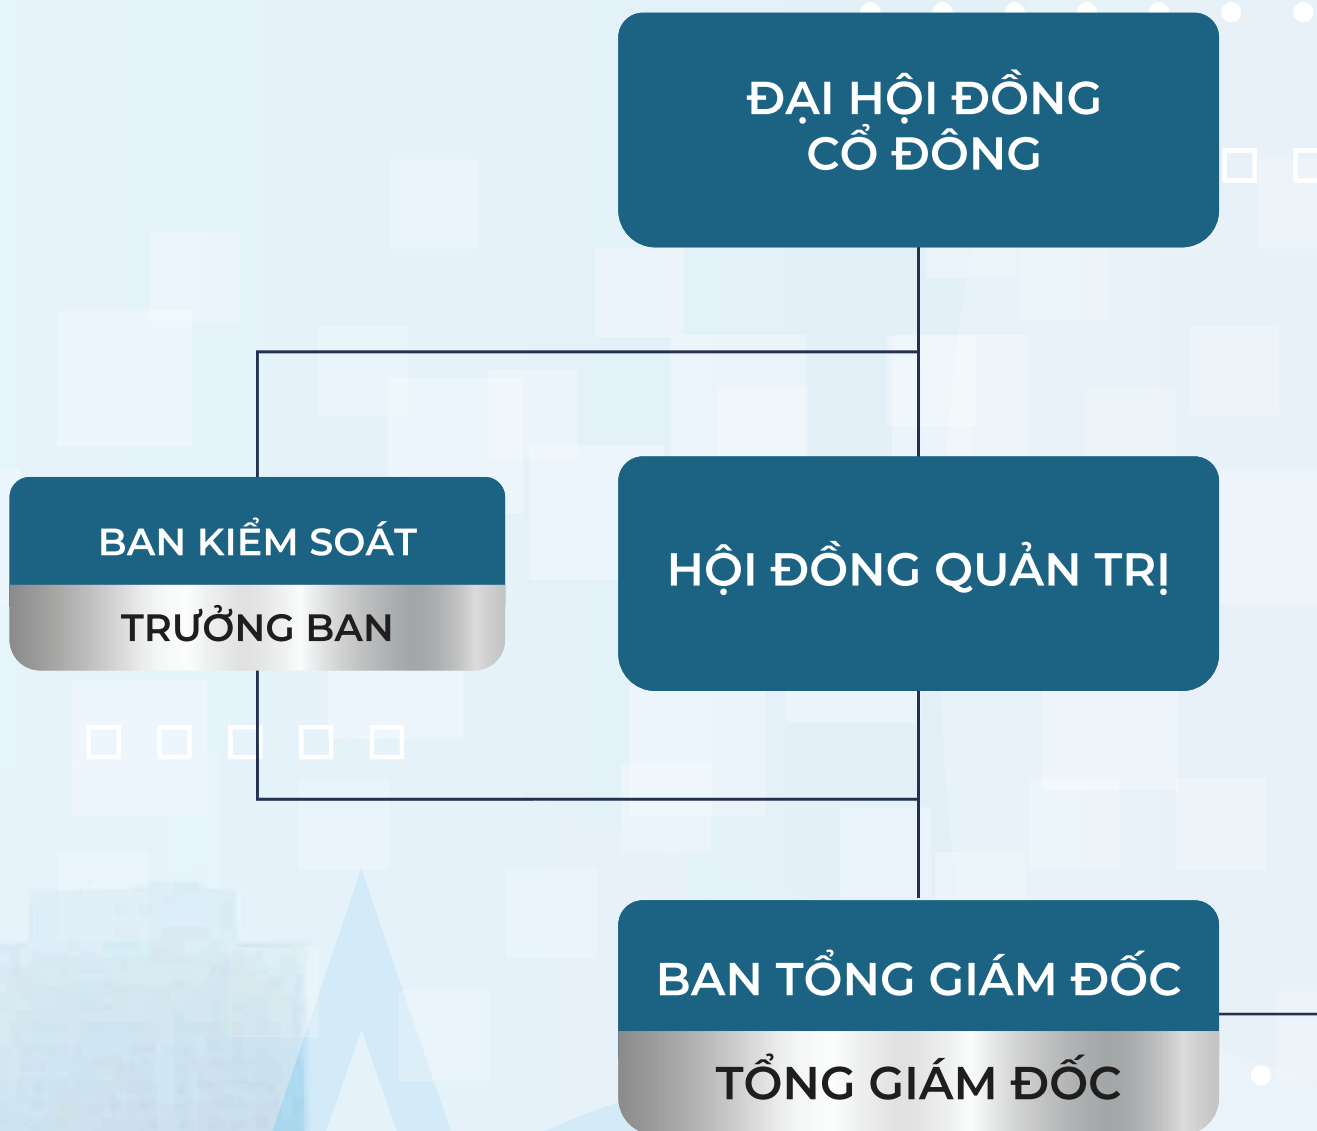 ĐẠI HỘI ĐỒNG
CỔ ĐÔNG
BAN KIỂM SOÁT
TRƯỞNG BAN
HỘI ĐỒNG QUẢN TRỊ
BAN TỔNG GIÁM ĐỐC
TỔNG GIÁM ĐỐC